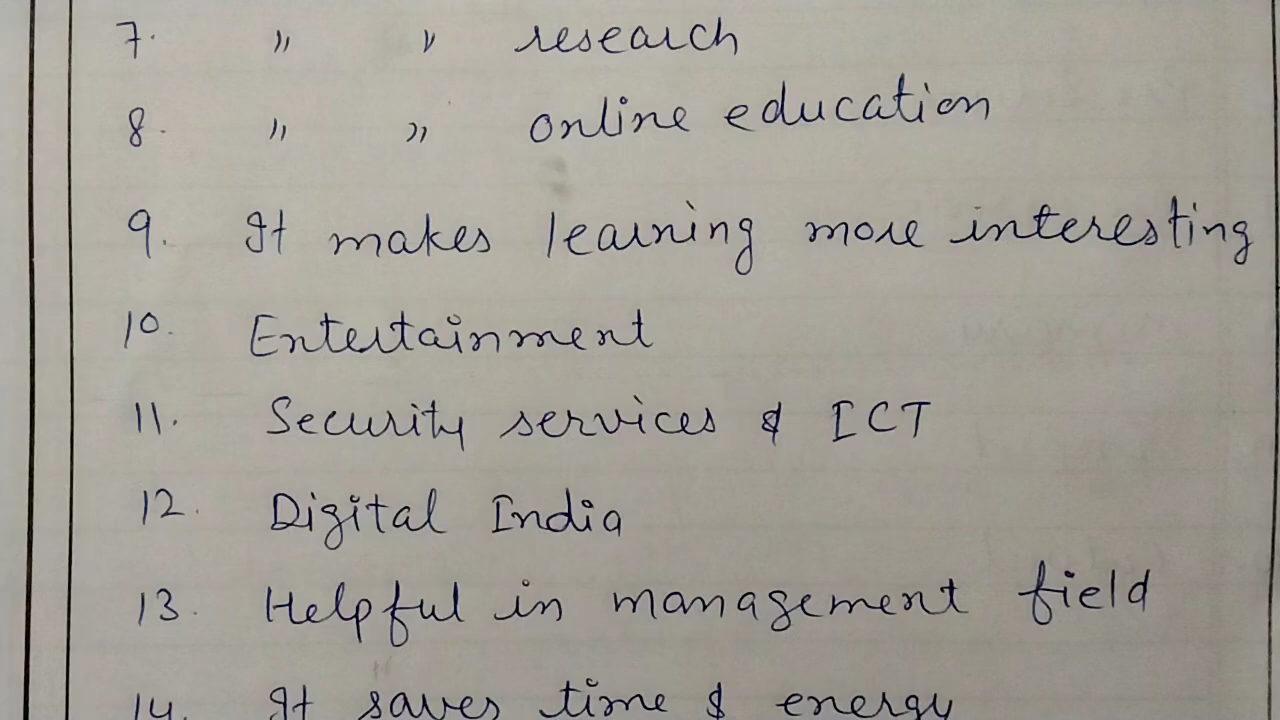 7. " " research
8. " " online education
9. It makes learning more interesting
10. Entertainment
11. Security services & ICT
12. Digital India
13. Helpful in management field
14. It saves time & energy